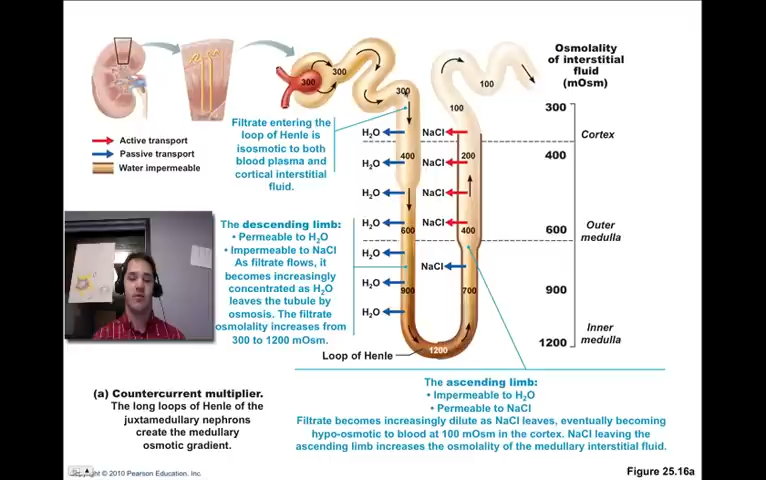 Osmolality
of interstitial
fluid
(mOsm)
300
300
300
100
100
300
Filtrate entering the
loop of Henle is
isosmotic to both
blood plasma and
cortical interstitial
fluid.
Active transport
Passive transport
Water impermeable
H2O
NaCl
Cortex
H2O
400
NaCl
200
400
H2O
NaCl
H2O
600
NaCl
400
600
Outer
medulla
The descending limb:
• Permeable to H2O
• Impermeable to NaCl
As filtrate flows, it
becomes increasingly
concentrated as H2O
leaves the tubule by
osmosis. The filtrate
osmolality increases from
300 to 1200 mOsm.
H2O
NaCl
H2O
900
700
900
H2O
Inner
medulla
1200
1200
Loop of Henle
The ascending limb:
• Impermeable to H2O
• Permeable to NaCl
Filtrate becomes increasingly dilute as NaCl leaves, eventually becoming
hypo-osmotic to blood at 100 mOsm in the cortex. NaCl leaving the
ascending limb increases the osmolality of the medullary interstitial fluid.
(a) Countercurrent multiplier.
The long loops of Henle of the
juxtamedullary nephrons
create the medullary
osmotic gradient.
© 2010 Pearson Education, Inc.
Figure 25.16a